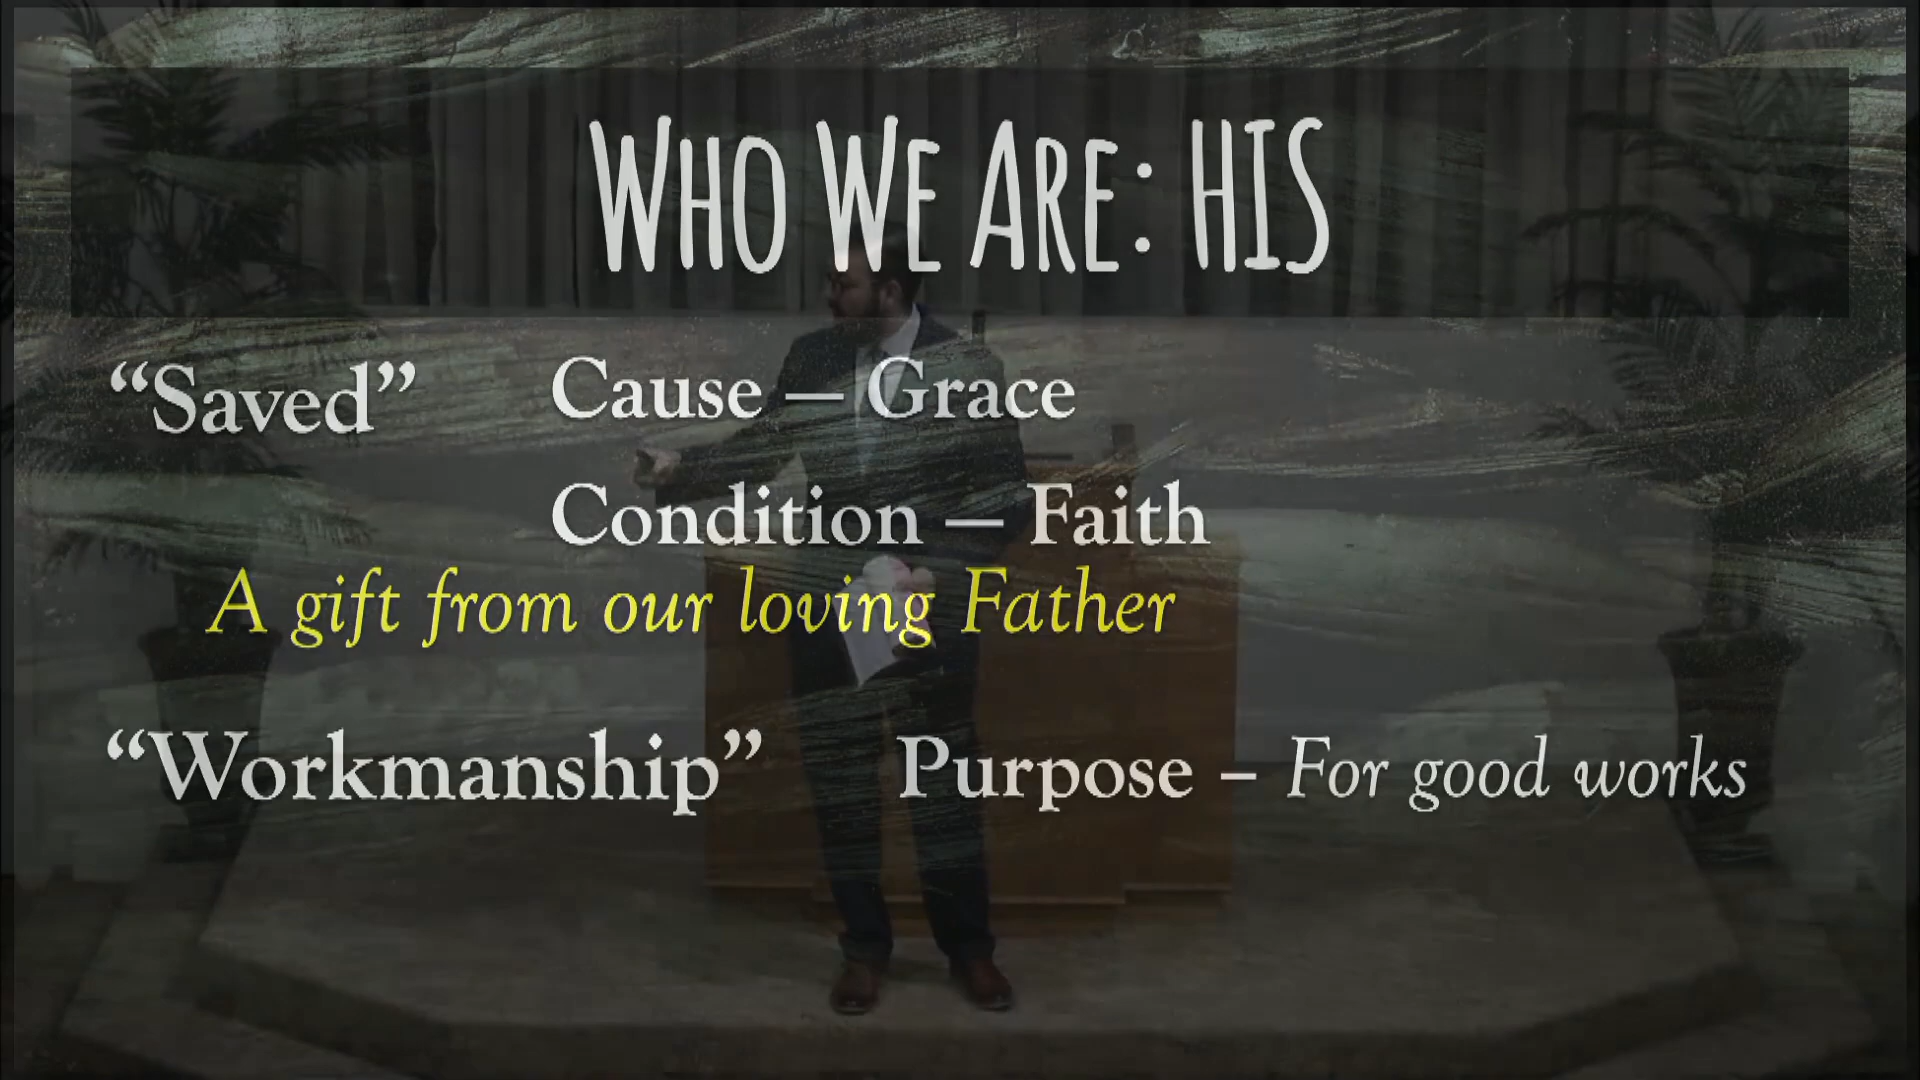 WHO WE ARE: HIS
“Saved” Cause — Grace
Condition — Faith
A gift from our loving Father
“Workmanship” Purpose – For good works